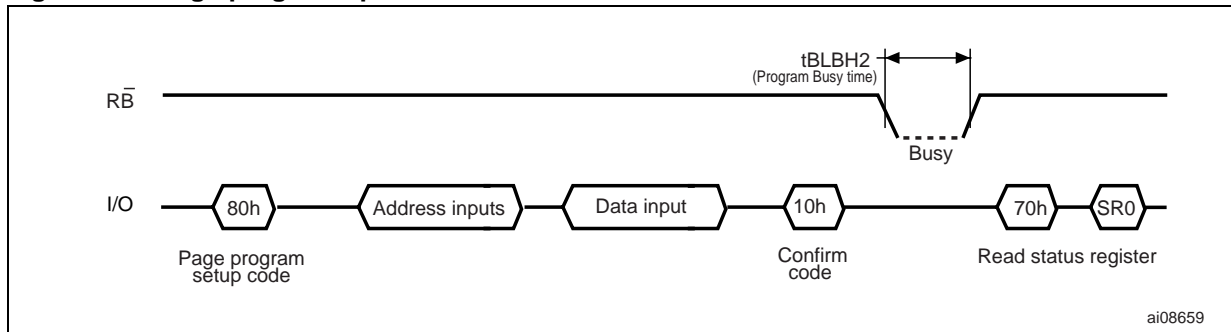 tBLBH2
(Program Busy time)
RB̅
Busy
I/O
80h
Address inputs
Data input
10h
70h
SR0
Page program
setup code
Confirm
code
Read status register
ai08659